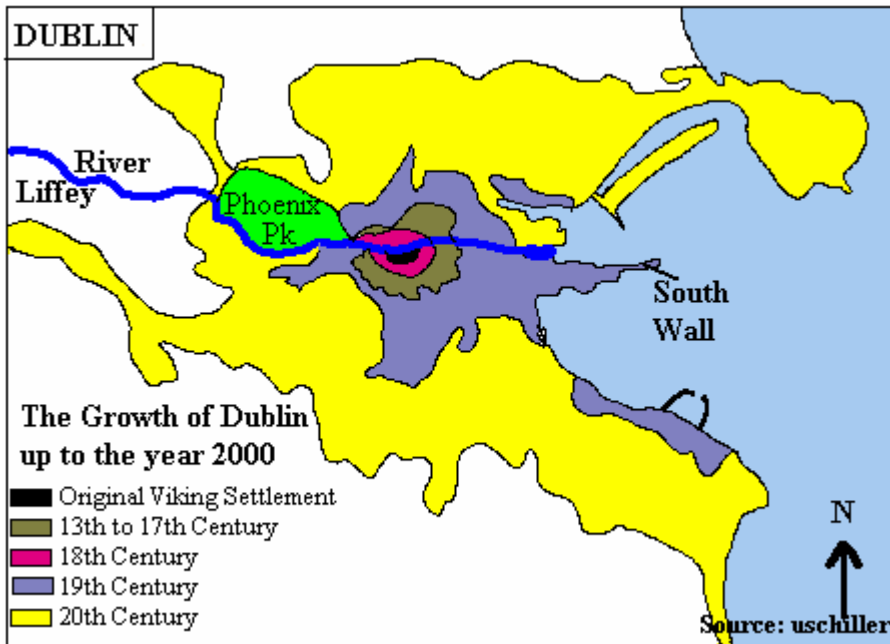 DUBLIN
River
Liffey
Phoenix
Pk
South
Wall
The Growth of Dublin
up to the year 2000
Original Viking Settlement
13th to 17th Century
18th Century
19th Century
20th Century
N
Source: uschiller